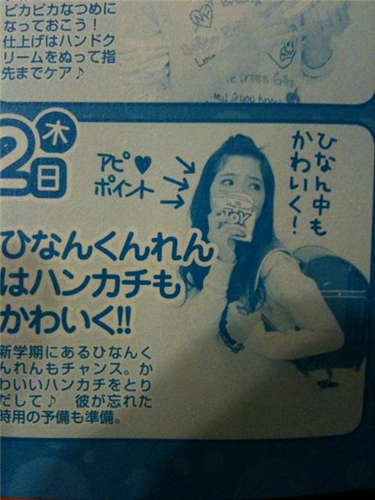 ピカピカなつめに
なっておこう！
仕上げはハンドク
リームをぬって指
先までケア♪
2
木
日
アピ♥
ポイント
ひなん中も
かわいく！
ひなんくんれん
はハンカチも
かわいく!!
新学期にあるひなんく
んれんもチャンス。か
わいいハンカチをとり
だして♪　彼が忘れた
時用の予備も準備。